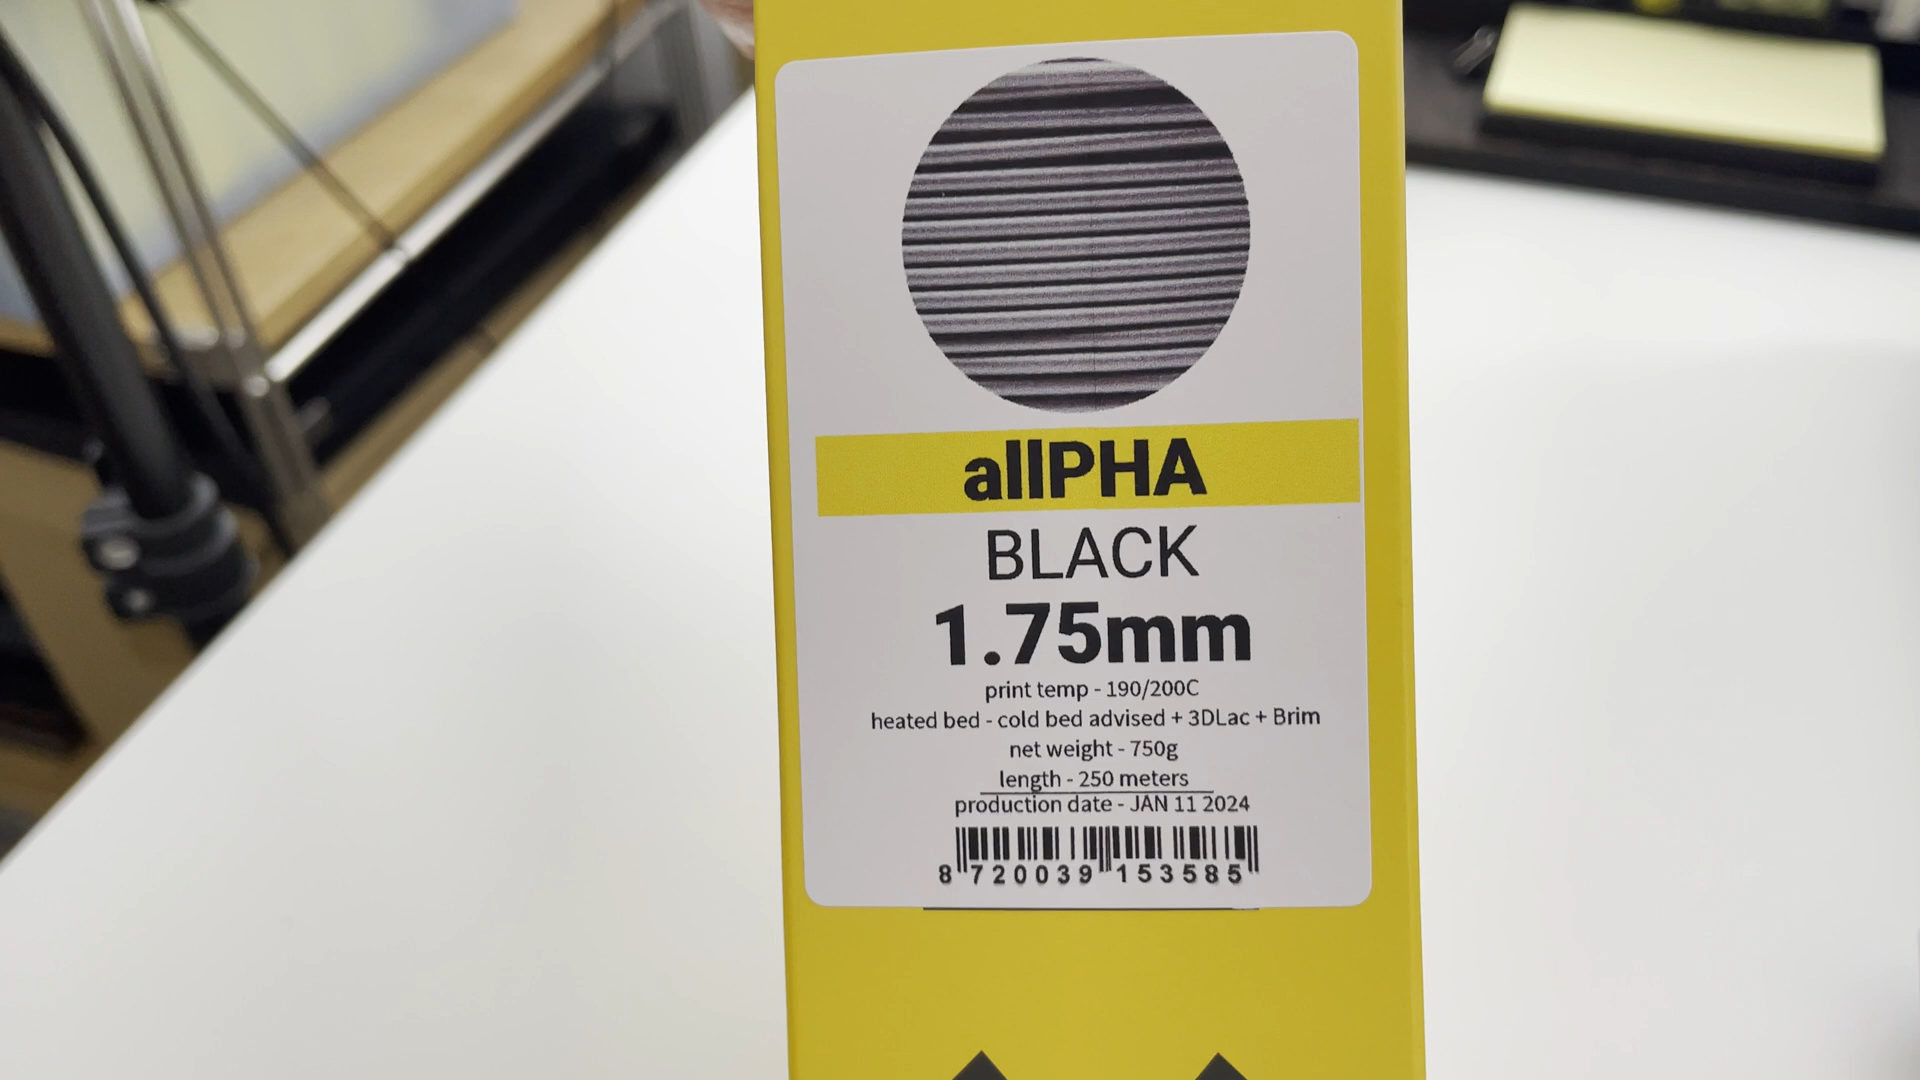 allPHA
BLACK
1.75mm
print temp - 190/200C
heated bed - cold bed advised + 3DLac + Brim
net weight - 750g
length - 250 meters
production date - JAN 11 2024
8 720039 153585